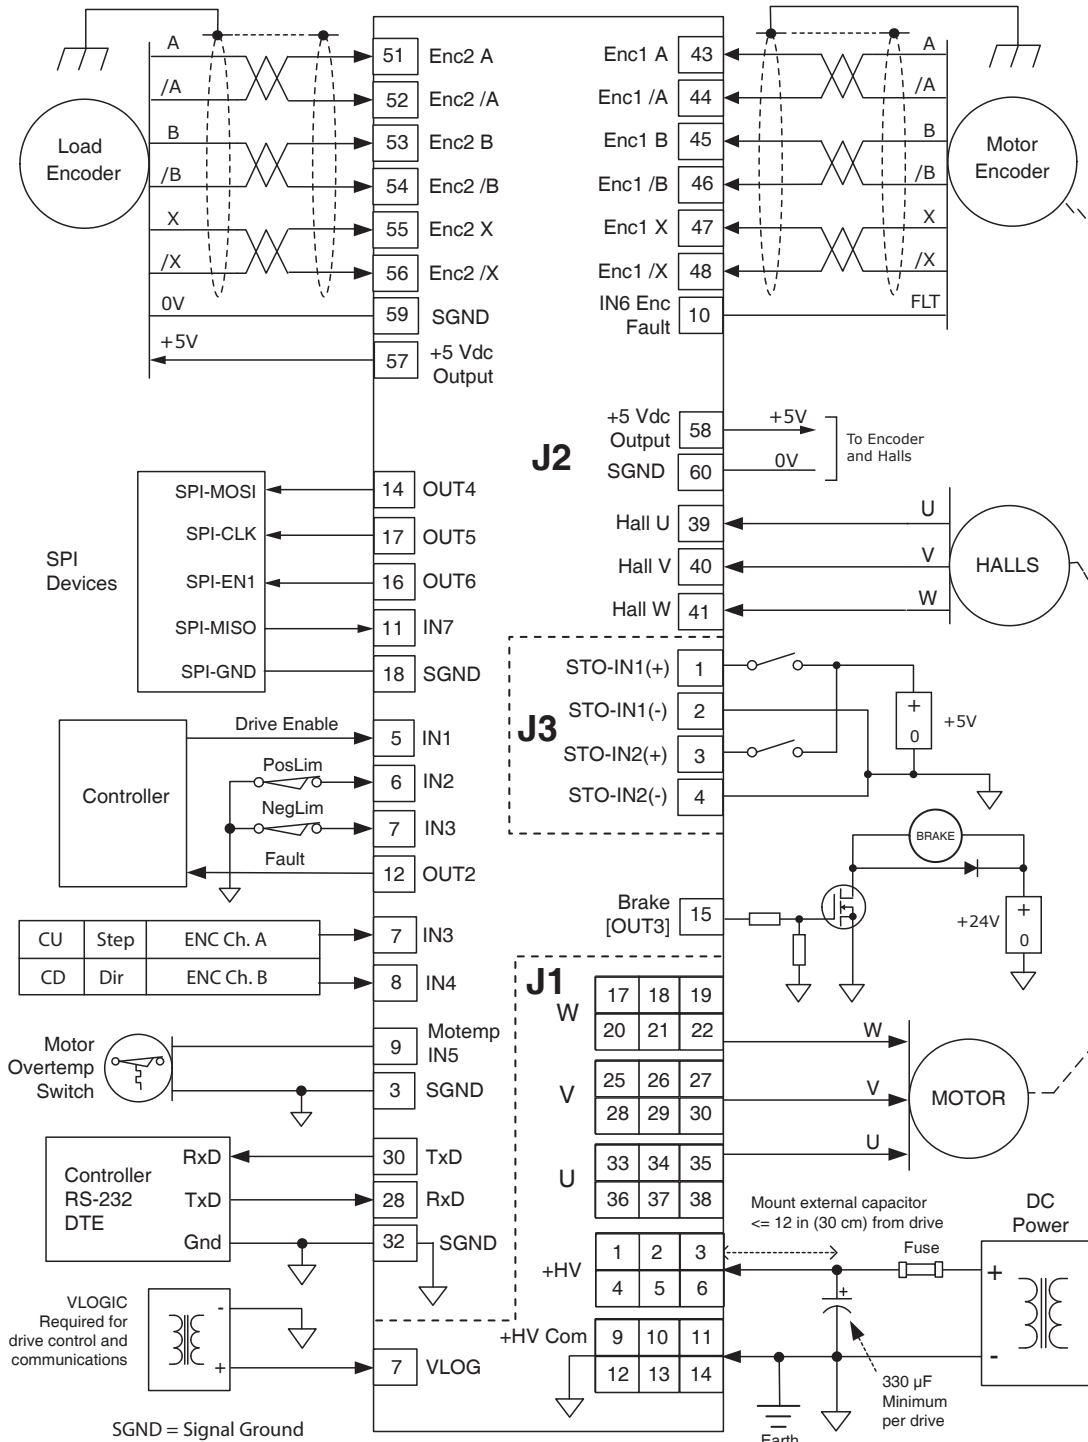 A
51
Enc2 A
/A
52
Enc2 /A
B
53
Enc2 B
/B
54
Enc2 /B
X
55
Enc2 X
/X
56
Enc2 /X
0V
59
SGND
+5V
57
+5 Vdc
Output
Load
Encoder
Enc1 A
43
A
Enc1 /A
44
/A
Enc1 B
45
B
Enc1 /B
46
/B
Enc1 X
47
X
Enc1 /X
48
/X
IN6 Enc
Fault
10
FLT
Motor
Encoder
J2
+5 Vdc
Output
58
+5V
SGND
60
0V
To Encoder
and Halls
Hall U
39
U
Hall V
40
V
Hall W
41
W
HALLS
SPI
Devices
SPI-MOSI
14
OUT4
SPI-CLK
17
OUT5
SPI-EN1
16
OUT6
SPI-MISO
11
IN7
SPI-GND
18
SGND
J3
STO-IN1(+)
1
STO-IN1(-)
2
STO-IN2(+)
3
STO-IN2(-)
4
+
0
+5V
Controller
Drive Enable
5
IN1
PosLim
6
IN2
NegLim
7
IN3
Fault
12
OUT2
Brake
[OUT3]
15
BRAKE
+24V
+
0
CU Step ENC Ch. A
7
IN3
CD Dir ENC Ch. B
8
IN4
Motor
Overtemp
Switch
9
Motemp
IN5
3
SGND
J1
W
17 18 19
20 21 22
W
V
25 26 27
28 29 30
V
U
33 34 35
36 37 38
U
MOTOR
Controller
RS-232
DTE
RxD
30
TxD
TxD
28
RxD
Gnd
32
SGND
Mount external capacitor
<= 12 in (30 cm) from drive
DC
Power
Fuse
+HV
1 2 3
4 5 6
+
-
+
+HV Com
9 10 11
12 13 14
330 µF
Minimum
per drive
Earth
VLOGIC
Required for
drive control and
communications
-
+
7
VLOG
SGND = Signal Ground